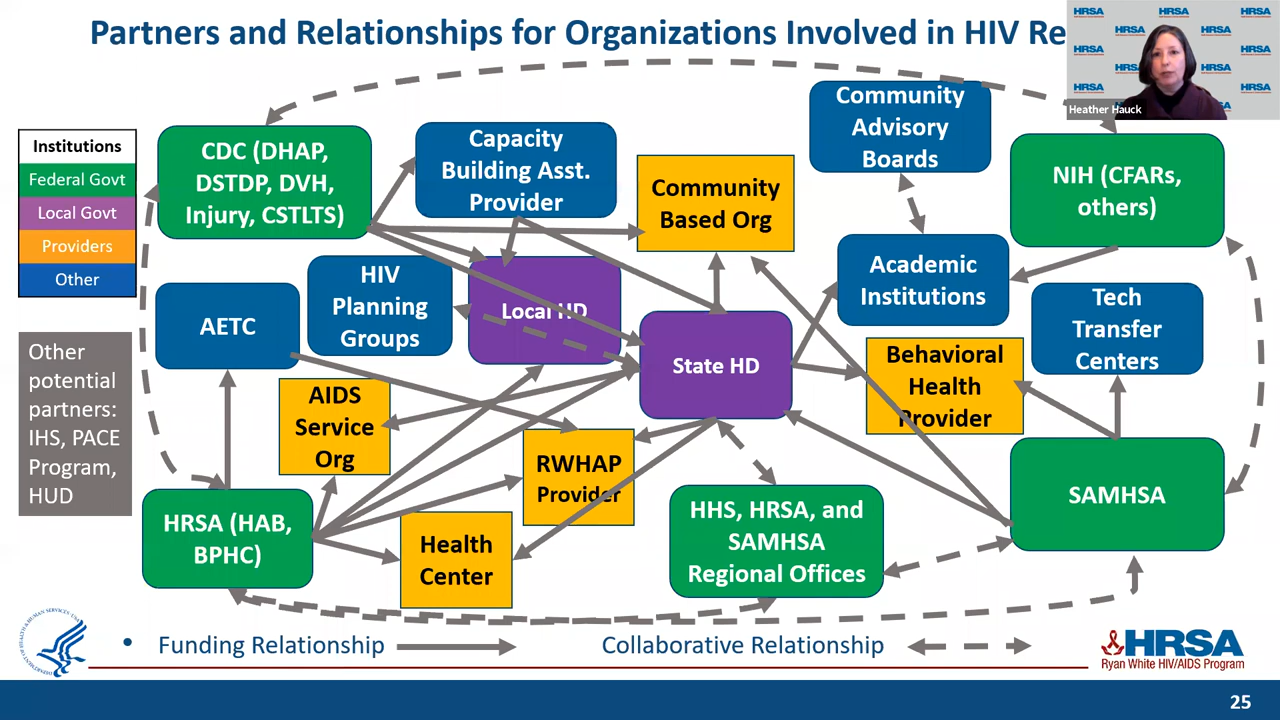 Partners and Relationships for Organizations Involved in HIV Re
HRSA HRSA HRSA
HRSA HRSA
HRSA HRSA
HRSA HRSA
HRSA HRSA
Heather Hauck
Institutions
Federal Govt
Local Govt
Providers
Other
CDC (DHAP,
DSTDP, DVH,
Injury, CSTLTS)
Capacity
Building Asst.
Provider
Community
Based Org
Community
Advisory
Boards
NIH (CFARs,
others)
HIV
Planning
Groups
Local HD
Academic
Institutions
Tech
Transfer
Centers
AETC
State HD
Behavioral
Health
Provider
Other
potential
partners:
IHS, PACE
Program,
HUD
AIDS
Service
Org
RWHAP
Provider
SAMHSA
HRSA (HAB,
BPHC)
Health
Center
HHS, HRSA, and
SAMHSA
Regional Offices
• Funding Relationship
Collaborative Relationship
HRSA
Ryan White HIV/AIDS Program
25